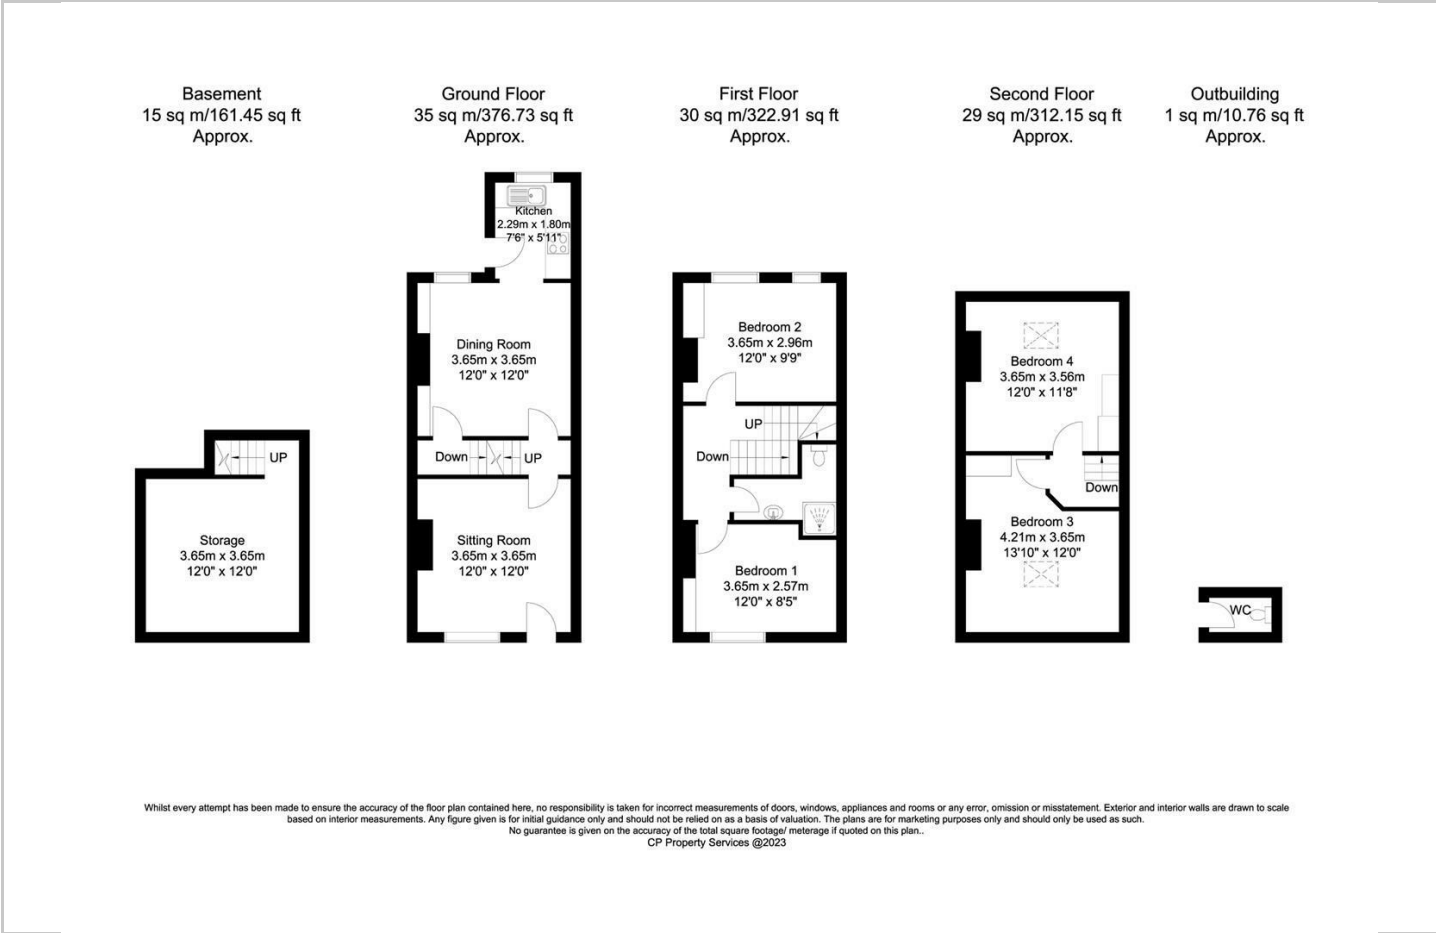 Basement
15 sq m/161.45 sq ft
Approx.
Ground Floor
35 sq m/376.73 sq ft
Approx.
First Floor
30 sq m/322.91 sq ft
Approx.
Second Floor
29 sq m/312.15 sq ft
Approx.
Outbuilding
1 sq m/10.76 sq ft
Approx.
UP
Storage
3.65m x 3.65m
12'0" x 12'0"
Kitchen
2.29m x 1.80m
7'6" x 5'11"
Dining Room
3.65m x 3.65m
12'0" x 12'0"
Down
UP
Sitting Room
3.65m x 3.65m
12'0" x 12'0"
Bedroom 2
3.65m x 2.96m
12'0" x 9'9"
UP
Down
Bedroom 1
3.65m x 2.57m
12'0" x 8'5"
Bedroom 4
3.65m x 3.56m
12'0" x 11'8"
Down
Bedroom 3
4.21m x 3.65m
13'10" x 12'0"
WC
Whilst every attempt has been made to ensure the accuracy of the floor plan contained here, no responsibility is taken for incorrect measurements of doors, windows, appliances and rooms or any error, omission or misstatement. Exterior and interior walls are drawn to scale
based on interior measurements. Any figure given is for initial guidance only and should not be relied on as a basis of valuation. The plans are for marketing purposes only and should only be used as such.
No guarantee is given on the accuracy of the total square footage/ meterage if quoted on this plan..
CP Property Services @2023